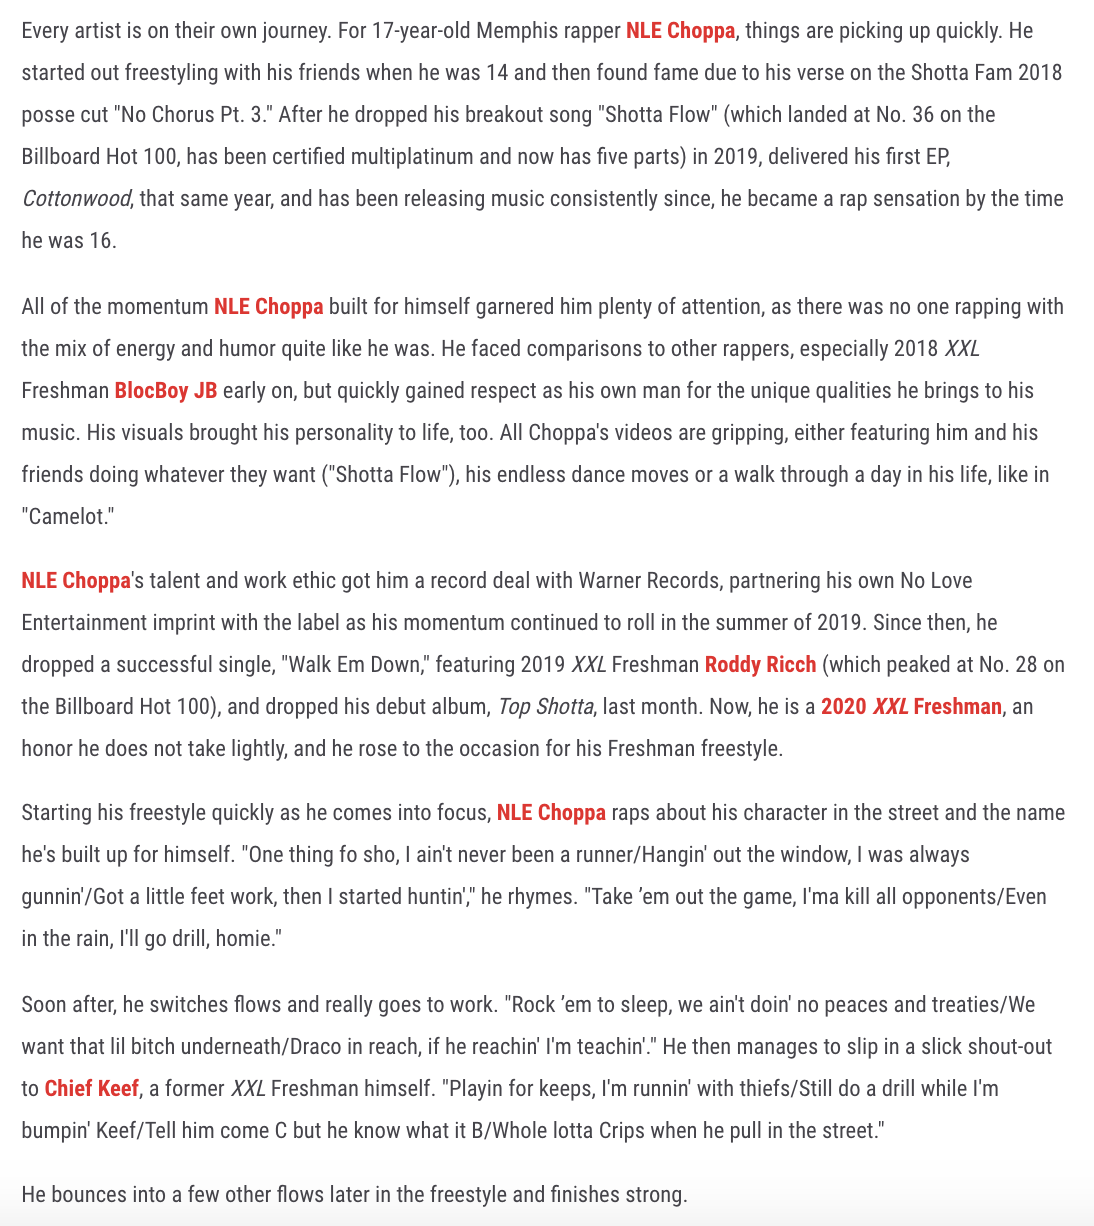 Every artist is on their own journey. For 17-year-old Memphis rapper NLE Choppa, things are picking up quickly. He
started out freestyling with his friends when he was 14 and then found fame due to his verse on the Shotta Fam 2018
posse cut "No Chorus Pt. 3." After he dropped his breakout song "Shotta Flow" (which landed at No. 36 on the
Billboard Hot 100, has been certified multiplatinum and now has five parts) in 2019, delivered his first EP,
Cottonwood, that same year, and has been releasing music consistently since, he became a rap sensation by the time
he was 16.
All of the momentum NLE Choppa built for himself garnered him plenty of attention, as there was no one rapping with
the mix of energy and humor quite like he was. He faced comparisons to other rappers, especially 2018 XXL
Freshman BlocBoy JB early on, but quickly gained respect as his own man for the unique qualities he brings to his
music. His visuals brought his personality to life, too. All Choppa's videos are gripping, either featuring him and his
friends doing whatever they want ("Shotta Flow"), his endless dance moves or a walk through a day in his life, like in
"Camelot."
NLE Choppa's talent and work ethic got him a record deal with Warner Records, partnering his own No Love
Entertainment imprint with the label as his momentum continued to roll in the summer of 2019. Since then, he
dropped a successful single, "Walk Em Down," featuring 2019 XXL Freshman Roddy Ricch (which peaked at No. 28 on
the Billboard Hot 100), and dropped his debut album, Top Shotta, last month. Now, he is a 2020 XXL Freshman, an
honor he does not take lightly, and he rose to the occasion for his Freshman freestyle.
Starting his freestyle quickly as he comes into focus, NLE Choppa raps about his character in the street and the name
he's built up for himself. "One thing fo sho, I ain't never been a runner/Hangin' out the window, I was always
gunnin'/Got a little feet work, then I started huntin'," he rhymes. "Take ’em out the game, I'ma kill all opponents/Even
in the rain, I'll go drill, homie."
Soon after, he switches flows and really goes to work. "Rock ’em to sleep, we ain't doin' no peaces and treaties/We
want that lil bitch underneath/Draco in reach, if he reachin' I'm teachin'." He then manages to slip in a slick shout-out
to Chief Keef, a former XXL Freshman himself. "Playin for keeps, I'm runnin' with thiefs/Still do a drill while I'm
bumpin' Keef/Tell him come C but he know what it B/Whole lotta Crips when he pull in the street."
He bounces into a few other flows later in the freestyle and finishes strong.